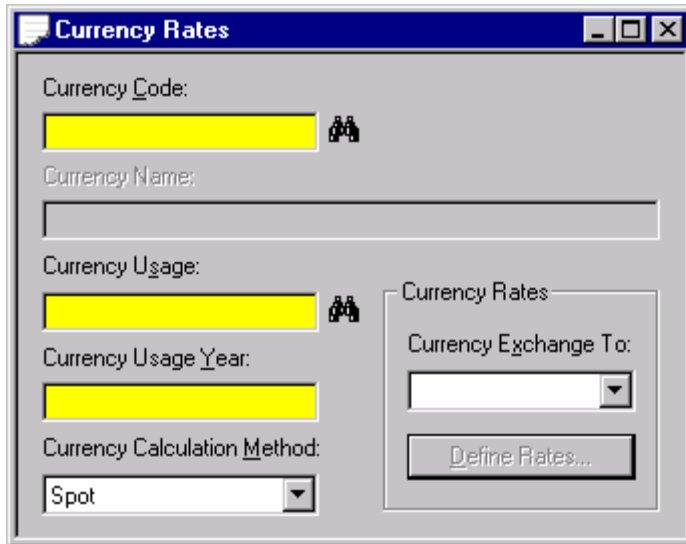 Currency Rates
Currency Code:
Currency Name:
Currency Usage:
Currency Usage Year:
Currency Calculation Method:
Spot
Currency Rates
Currency Exchange To:
Define Rates...